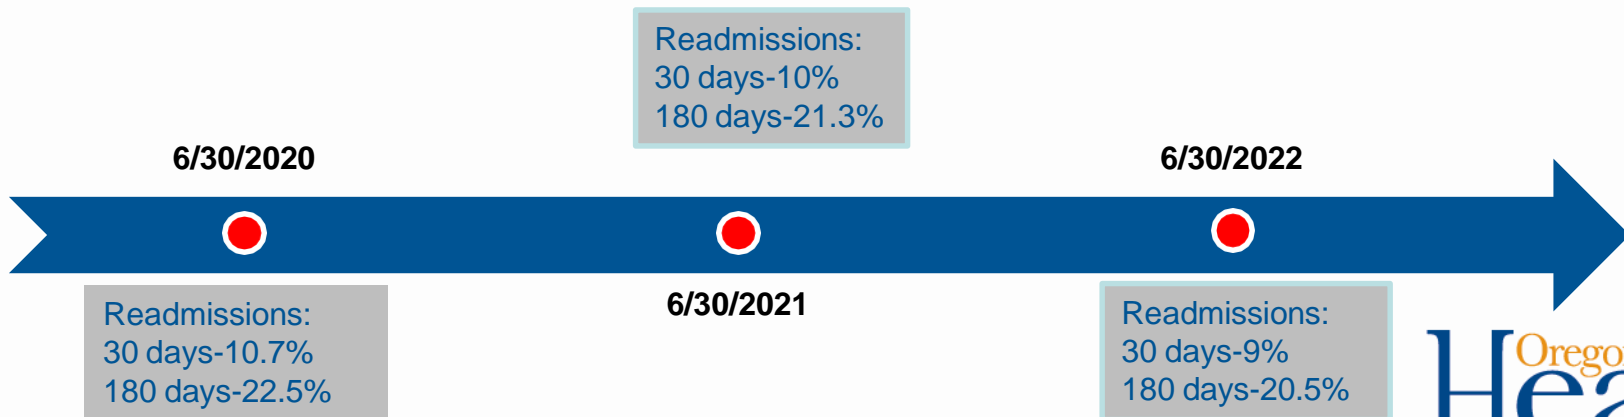 Readmissions:
30 days-10%
180 days-21.3%
6/30/2020
6/30/2022
6/30/2021
Readmissions:
30 days-10.7%
180 days-22.5%
Readmissions:
30 days-9%
180 days-20.5%